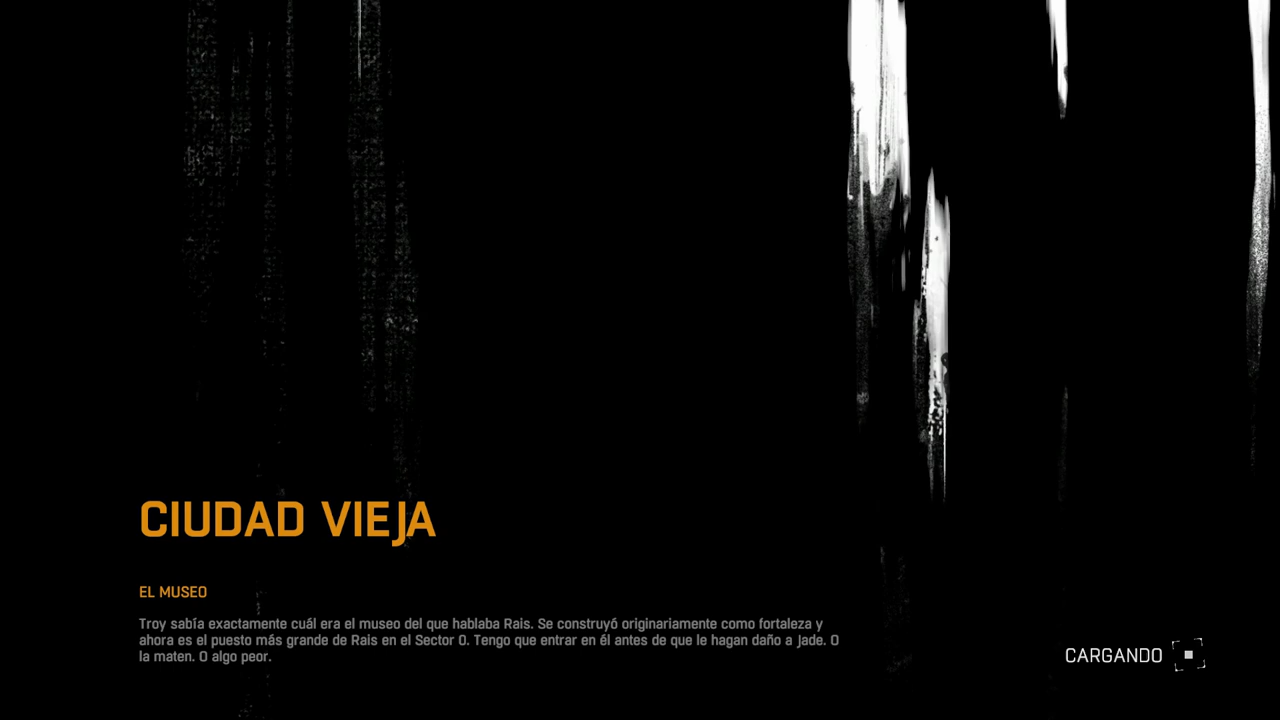 CIUDAD VIEJA
EL MUSEO
Troy sabía exactamente cuál era el museo del que hablaba Rais. Se construyó originariamente como fortaleza y
ahora es el puesto más grande de Rais en el Sector 0. Tengo que entrar en él antes de que le hagan daño a Jade. O
la maten. O algo peor.
CARGANDO